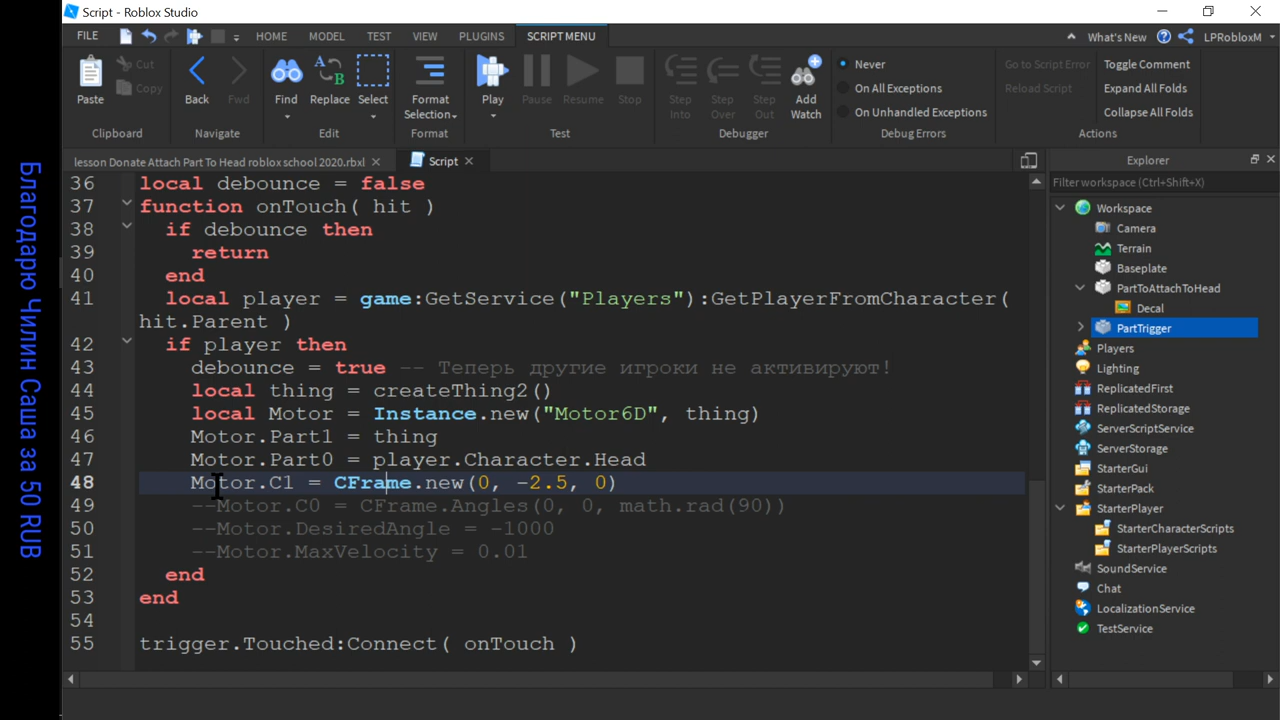 Script - Roblox Studio
FILE HOME MODEL TEST VIEW PLUGINS SCRIPT MENU What's New LPRobloxM
Paste Cut Copy Back Fwd Find Replace Select Format Selection Play Pause Resume Stop Step Into Step Over Step Out Add Watch
Never
On All Exceptions
On Unhandled Exceptions
Go to Script Error
Reload Script
Toggle Comment
Expand All Folds
Collapse All Folds
Clipboard Navigate Edit Format Test Debugger Debug Errors Actions
lesson Donate Attach Part To Head roblox school 2020.rbxl Script
36 local debounce = false
37 function onTouch( hit )
38 if debounce then
39 return
40 end
41 local player = game:GetService("Players"):GetPlayerFromCharacter(
hit.Parent )
42 if player then
43 debounce = true -- Теперь другие игроки не активируют!
44 local thing = createThing2()
45 local Motor = Instance.new("Motor6D", thing)
46 Motor.Part1 = thing
47 Motor.Part0 = player.Character.Head
48 Motor.C1 = CFrame.new(0, -2.5, 0)
49 --Motor.C0 = CFrame.Angles(0, 0, math.rad(90))
50 --Motor.DesiredAngle = -1000
51 --Motor.MaxVelocity = 0.01
52 end
53 end
54
55 trigger.Touched:Connect( onTouch )
Explorer
Filter workspace (Ctrl+Shift+X)
Workspace
Camera
Terrain
Baseplate
PartToAttachToHead
Decal
PartTrigger
Players
Lighting
ReplicatedFirst
ReplicatedStorage
ServerScriptService
ServerStorage
StarterGui
StarterPack
StarterPlayer
StarterCharacterScripts
StarterPlayerScripts
SoundService
Chat
LocalizationService
TestService
Благодарю Чилин Саша за 50 RUB